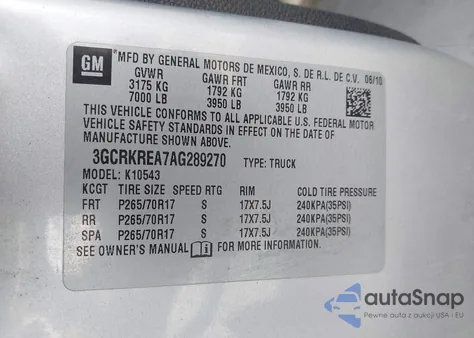 GM MFD BY GENERAL MOTORS DE MEXICO, S. DE R.L. DE C.V. 06/10
GVWR GAWR FRT GAWR RR
3175 KG 1792 KG 1792 KG
7000 LB 3950 LB 3950 LB
THIS VEHICLE CONFORMS TO ALL APPLICABLE U.S. FEDERAL MOTOR
VEHICLE SAFETY STANDARDS IN EFFECT ON THE DATE OF
MANUFACTURE SHOWN ABOVE.
3GCRKREA7AG289270 TYPE: TRUCK
MODEL: K10543
KCGT TIRE SIZE SPEED RTG RIM COLD TIRE PRESSURE
FRT P265/70R17 S 17X7.5J 240KPA(35PSI)
RR P265/70R17 S 17X7.5J 240KPA(35PSI)
SPA P265/70R17 S 17X7.5J 240KPA(35PSI)
SEE OWNER'S MANUAL FOR MORE INFORMATION.
autoSnap
Pewne auta z USA i EU